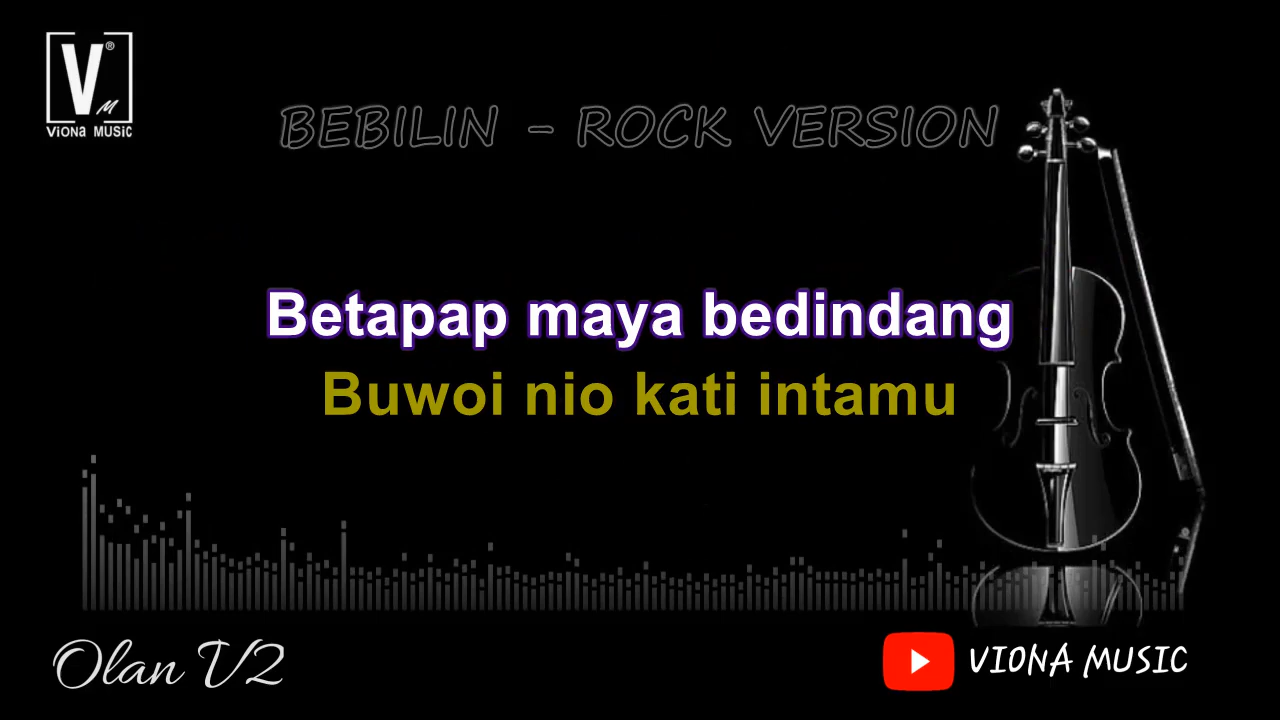 V®
M
ViONa MUSiC
BEBILIN - ROCK VERSION
Betapap maya bedindang
Buwoi nio kati intamu
Olan V2
VIONA MUSIC